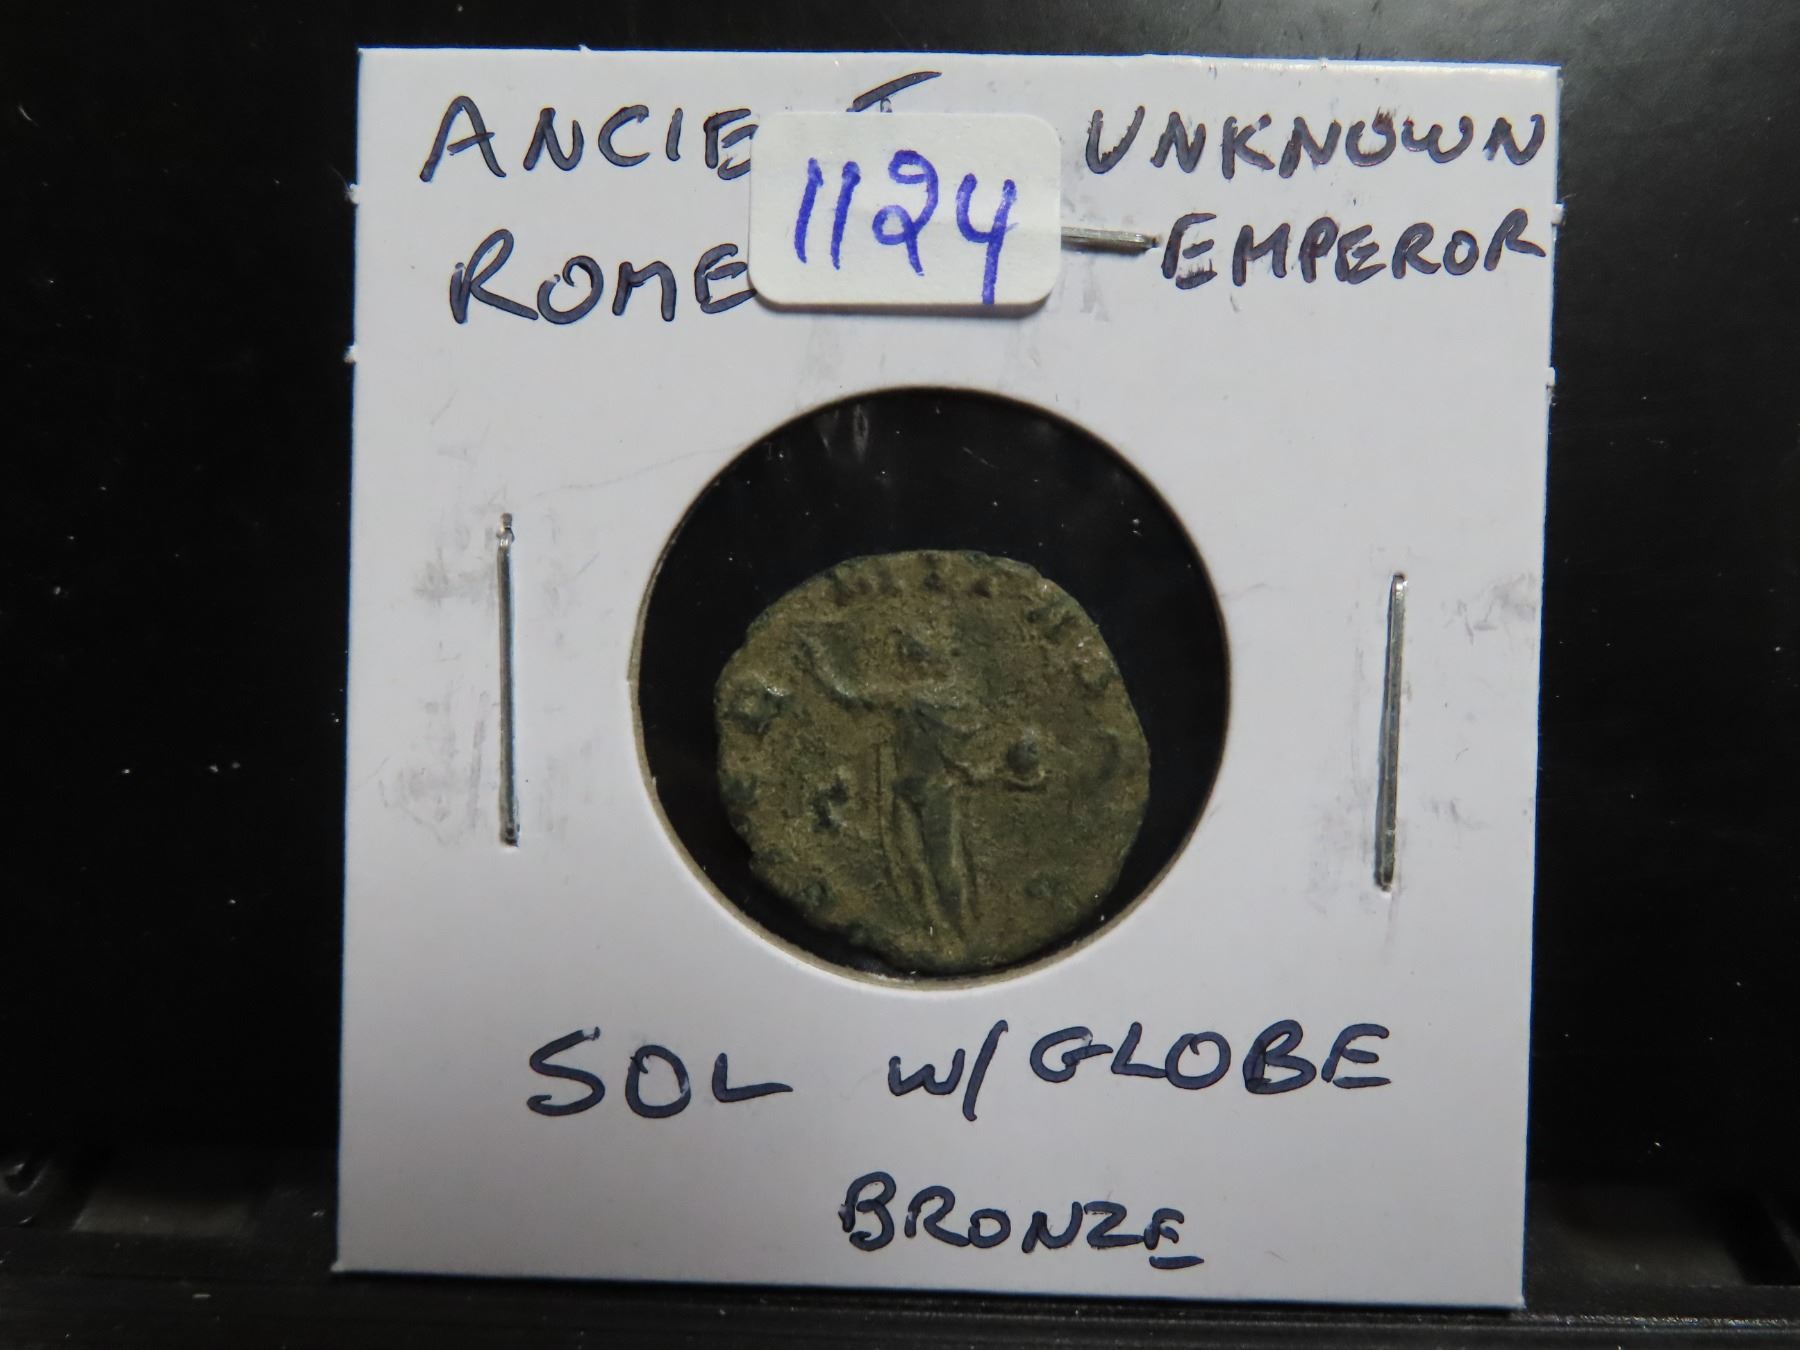 ANCIE
1124
ROME
UNKNOWN
EMPEROR
SOL W/ GLOBE
BRONZE